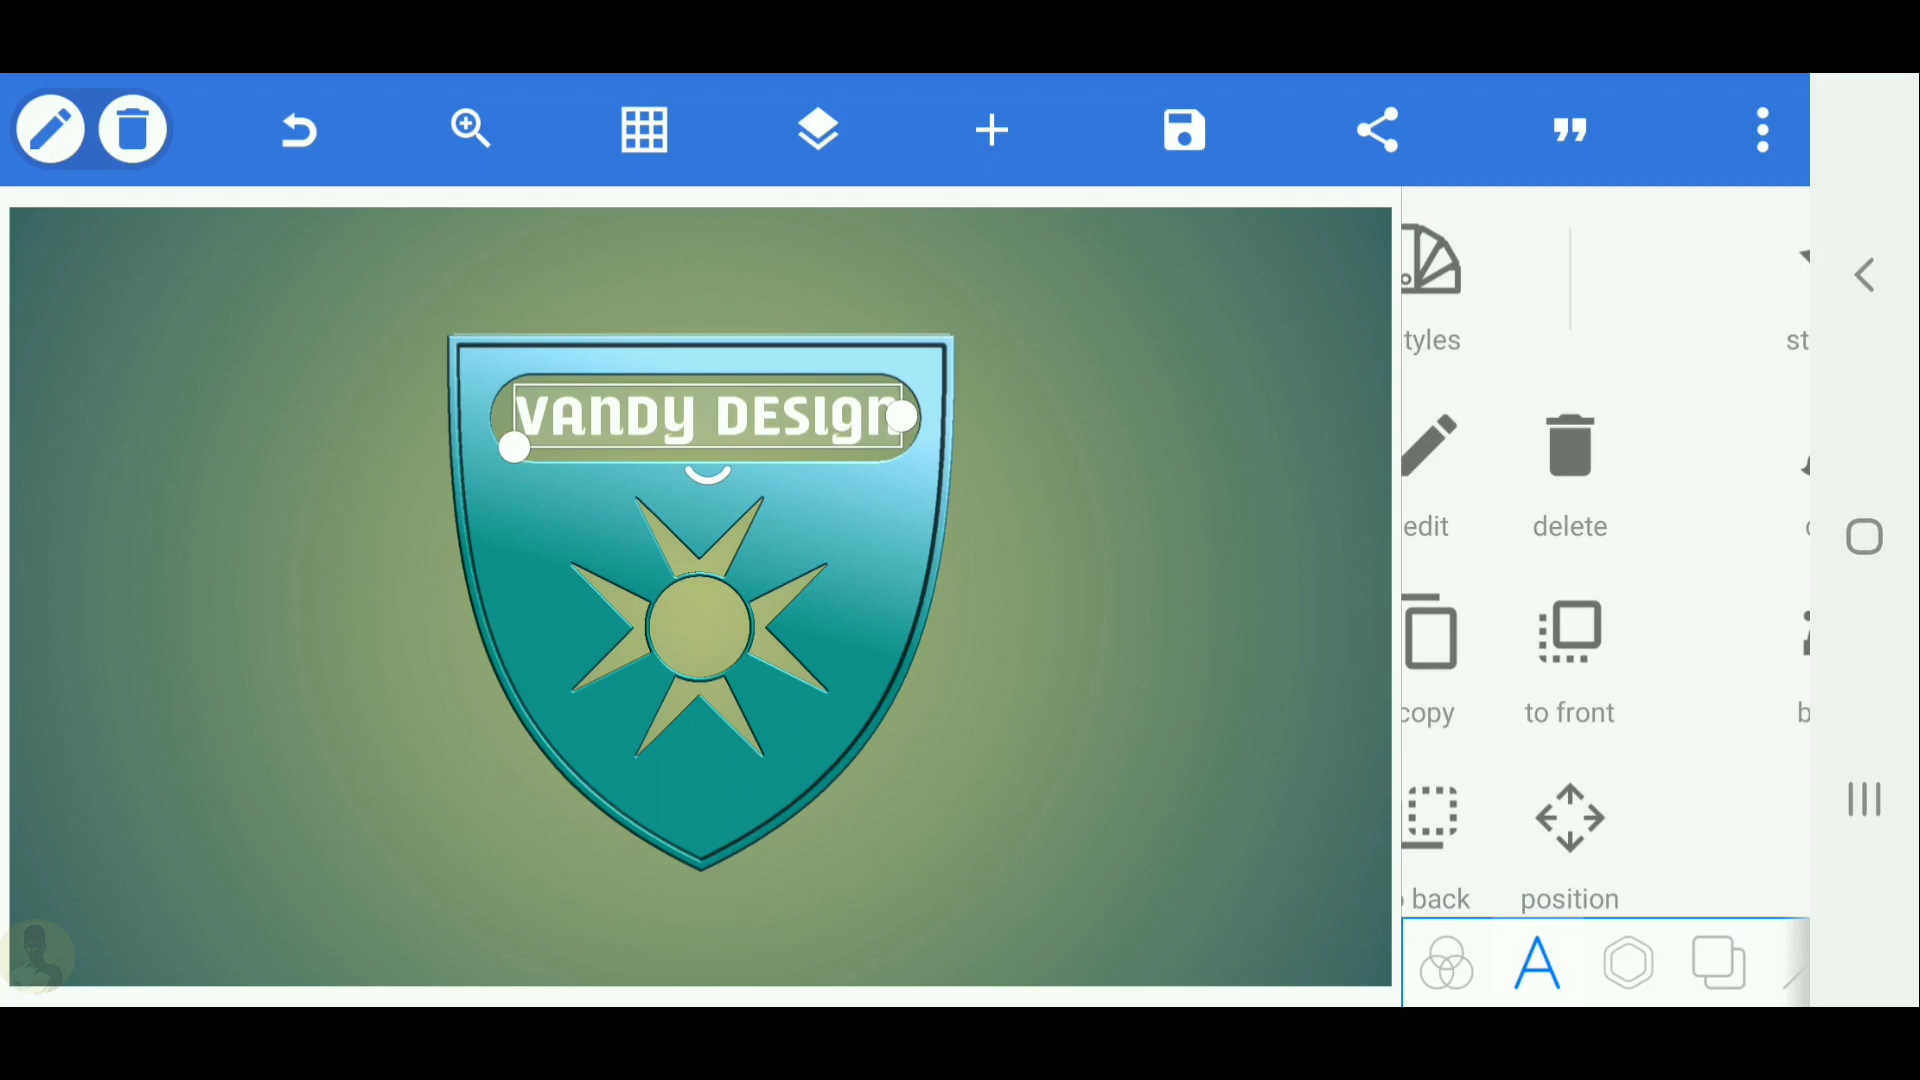 VANDY DESIgn
tyles
st
edit
delete
copy
to front
b
back
position